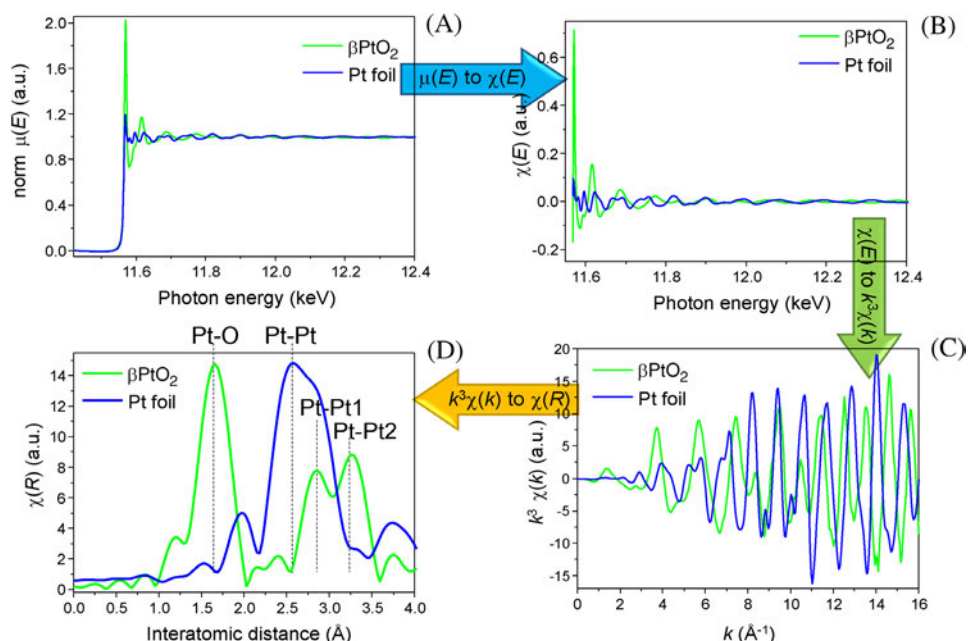 (A)
2.0
1.6
1.2
0.8
0.4
0.0
norm μ(E) (a.u.)
βPtO₂
Pt foil
11.6 11.8 12.0 12.2 12.4
Photon energy (keV)
μ(E) to χ(E)
(B)
0.6
0.4
0.2
0.0
-0.2
χ(E) (a.u.)
βPtO₂
Pt foil
11.6 11.8 12.0 12.2 12.4
Photon energy (keV)
χ(E) to k³χ(k)
(C)
20
15
10
5
0
-5
-10
-15
k³ χ(k) (a.u.)
βPtO₂
Pt foil
0 2 4 6 8 10 12 14 16
k (Å⁻¹)
k³χ(k) to χ(R)
(D)
Pt-O Pt-Pt
βPtO₂
Pt foil
Pt-Pt1
Pt-Pt2
14
12
10
8
6
4
2
0
χ(R) (a.u.)
0.0 0.5 1.0 1.5 2.0 2.5 3.0 3.5 4.0
Interatomic distance (Å)